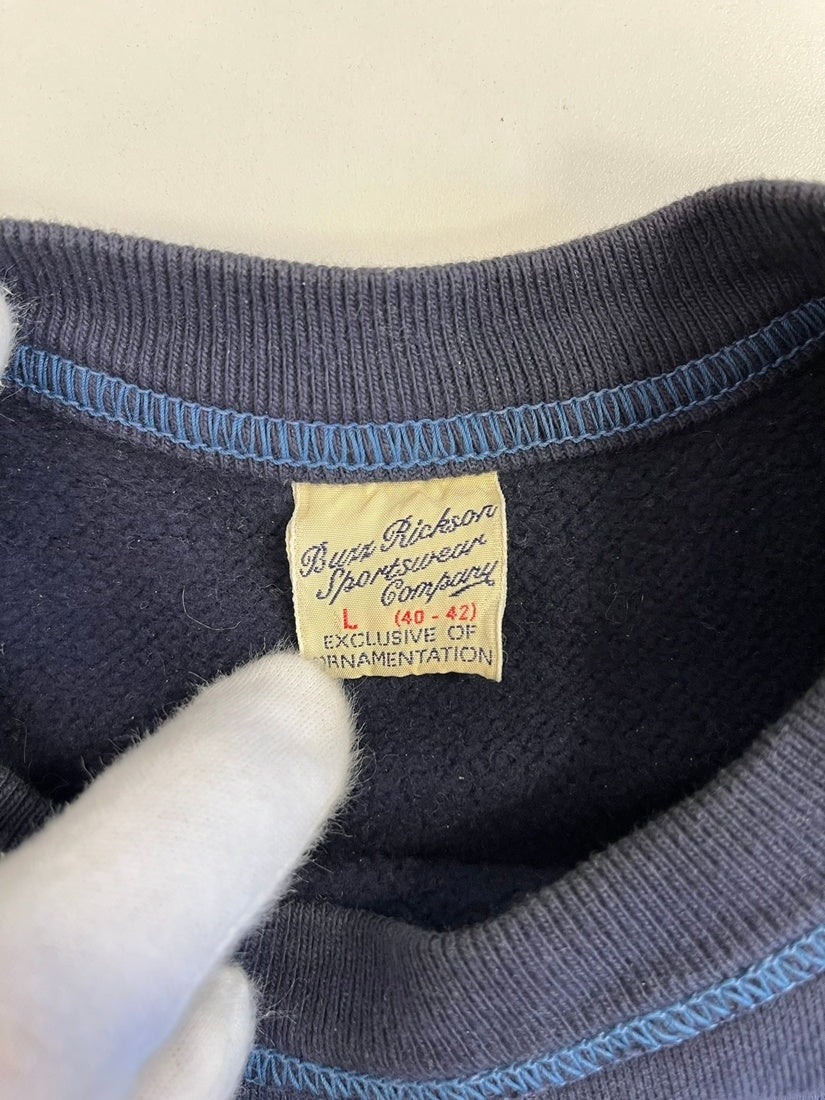 Buzz Rickson
Sportswear
Company
L (40 - 42)
EXCLUSIVE OF
ORNAMENTATION